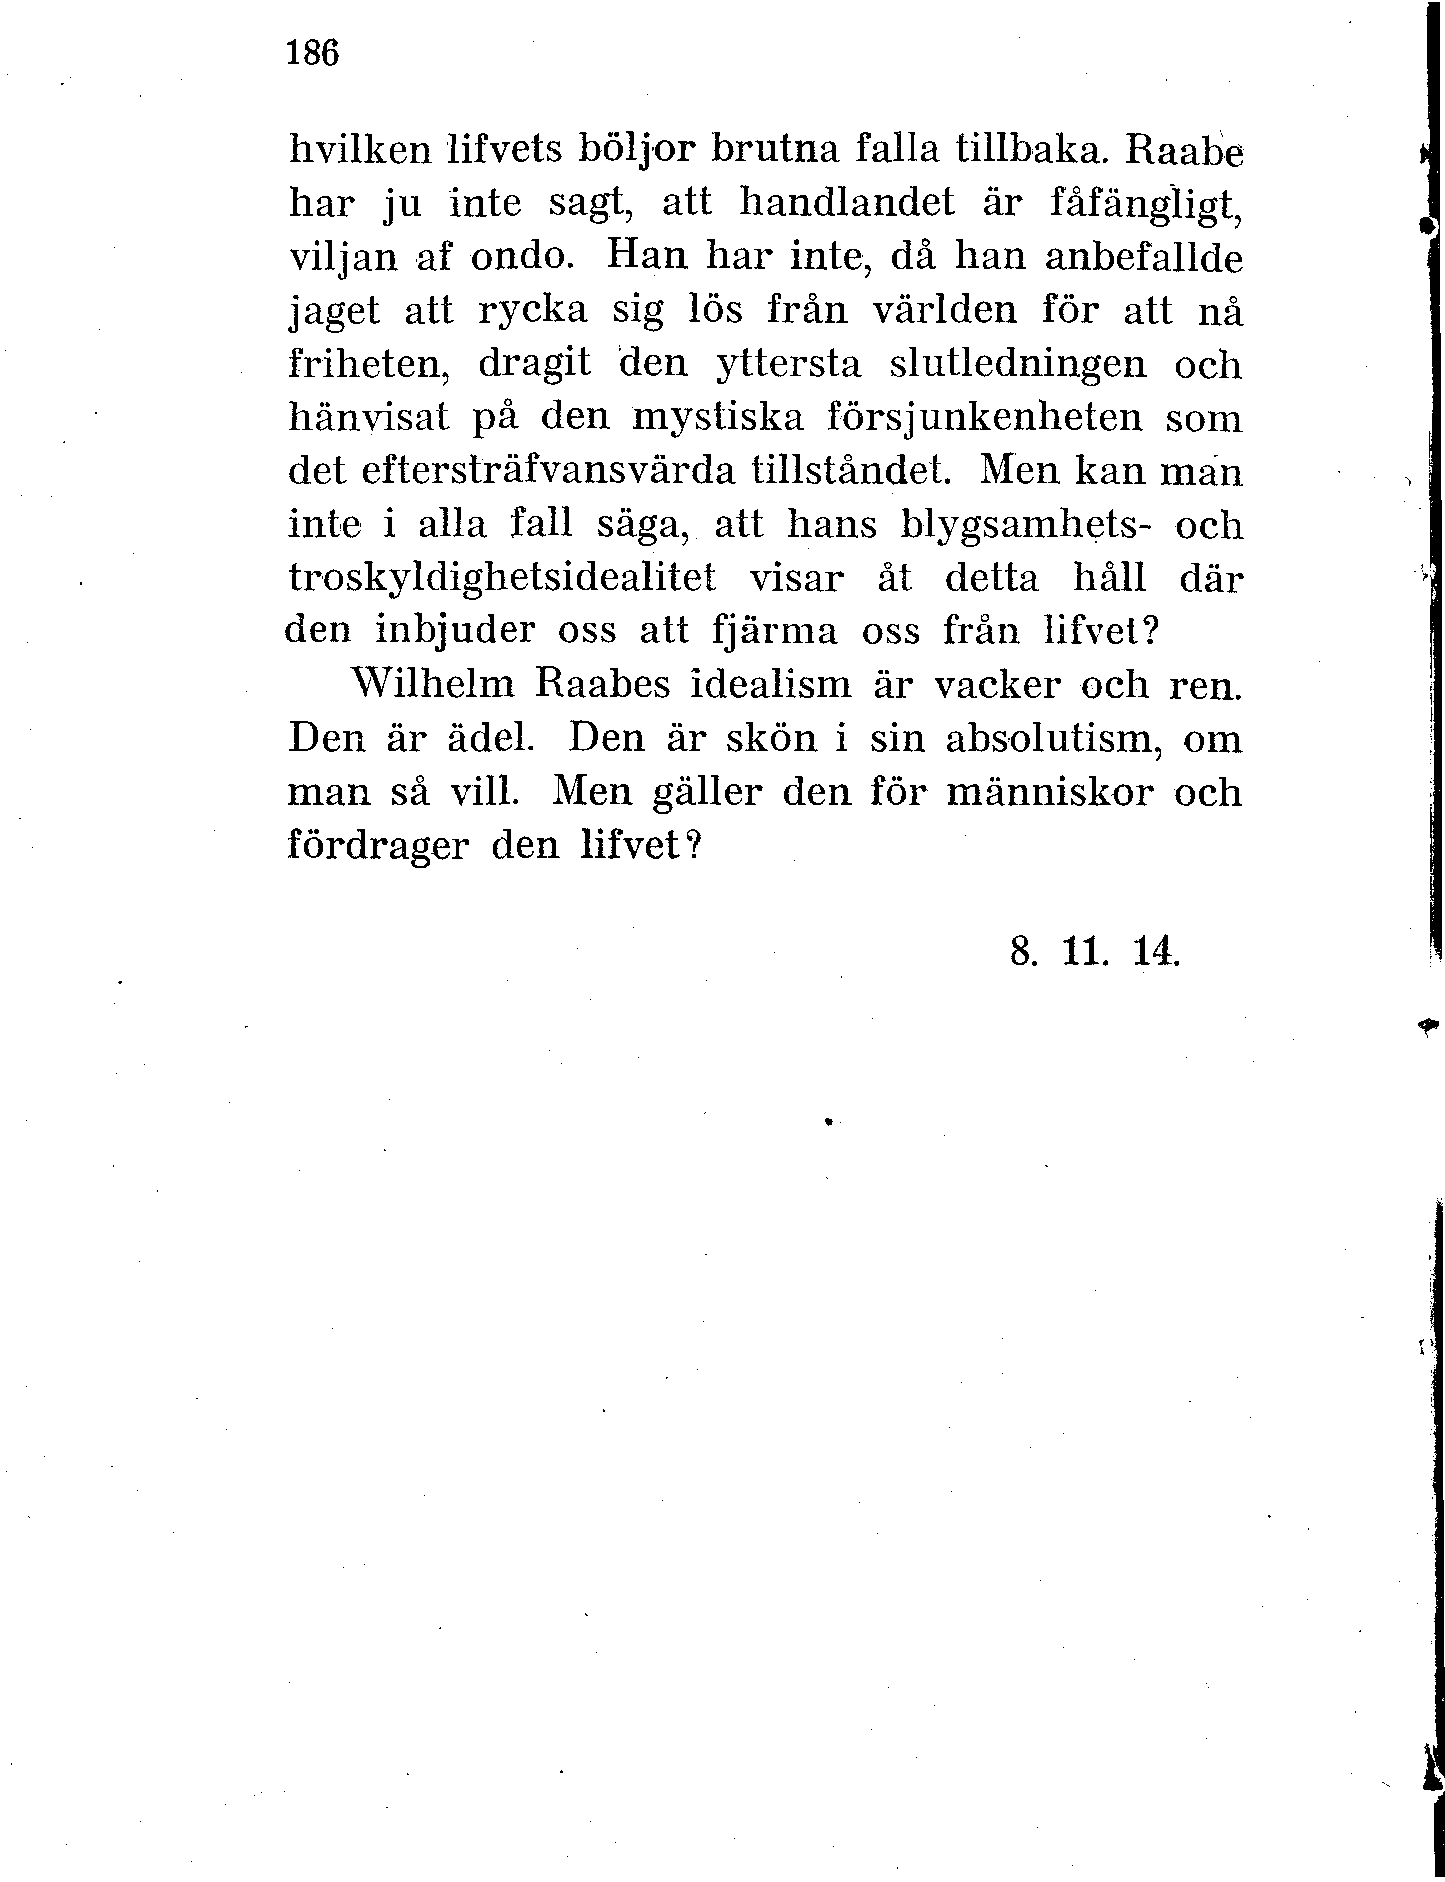 186
hvilken lifvets böljor brutna falla tillbaka. Raabe
har ju inte sagt, att handlandet är fåfängligt,
viljan af ondo. Han har inte, då han anbefallde
jaget att rycka sig lös från världen för att nå
friheten, dragit den yttersta slutledningen och
hänvisat på den mystiska försjunkenheten som
det eftersträfvansvärda tillståndet. Men kan man
inte i alla fall säga, att hans blygsamhets- och
troskyldighetsidealitet visar åt detta håll där
den inbjuder oss att fjärma oss från lifvet?
Wilhelm Raabes idealism är vacker och ren.
Den är ädel. Den är skön i sin absolutism, om
man så vill. Men gäller den för människor och
fördrager den lifvet?
8. 11. 14.